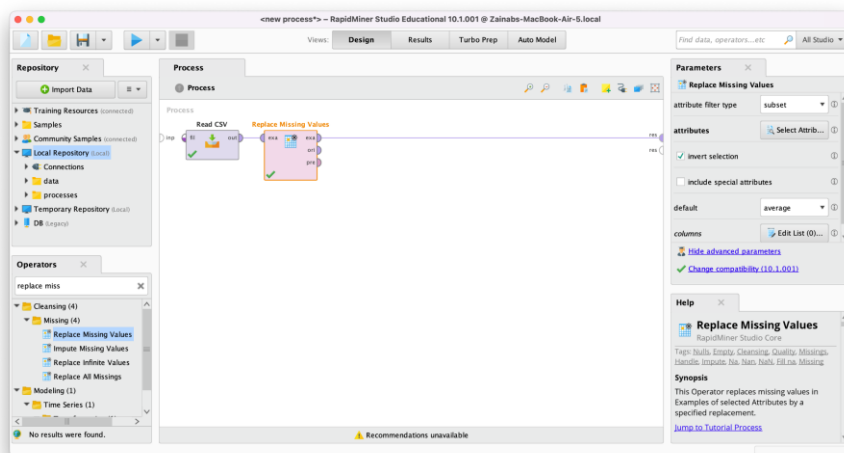 <new process*> – RapidMiner Studio Educational 10.1.001 @ Zainabs-MacBook-Air-5.local
Views: Design Results Turbo Prep Auto Model
Find data, operators...etc All Studio
Repository
Import Data
Training Resources (connected)
Samples
Community Samples (connected)
Local Repository (Local)
Connections
data
processes
Temporary Repository (Local)
DB (Legacy)
Operators
replace miss
Cleansing (4)
Missing (4)
Replace Missing Values
Impute Missing Values
Replace Infinite Values
Replace All Missings
Modeling (1)
Time Series (1)
No results were found.
Process
Process
Process
Read CSV
Replace Missing Values
inp fil out exa exa res
ori res
pre
Recommendations unavailable
Parameters
Replace Missing Values
attribute filter type subset
attributes Select Attrib...
invert selection
include special attributes
default average
columns Edit List (0)...
Hide advanced parameters
Change compatibility (10.1.001)
Help
Replace Missing Values
RapidMiner Studio Core
Tags: Nulls, Empty, Cleansing, Quality, Missings,
Handle, Impute, Na, Nan, NaN, Fill na, Missing
Synopsis
This Operator replaces missing values in
Examples of selected Attributes by a
specified replacement.
Jump to Tutorial Process